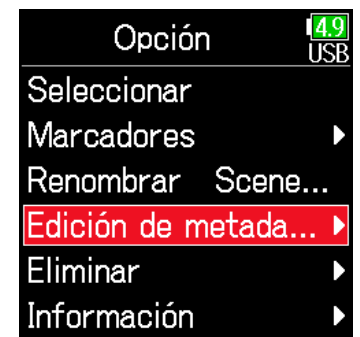 Opción 4.9
USB
Seleccionar
Marcadores
Renombrar Scene...
Edición de metada...
Eliminar
Información